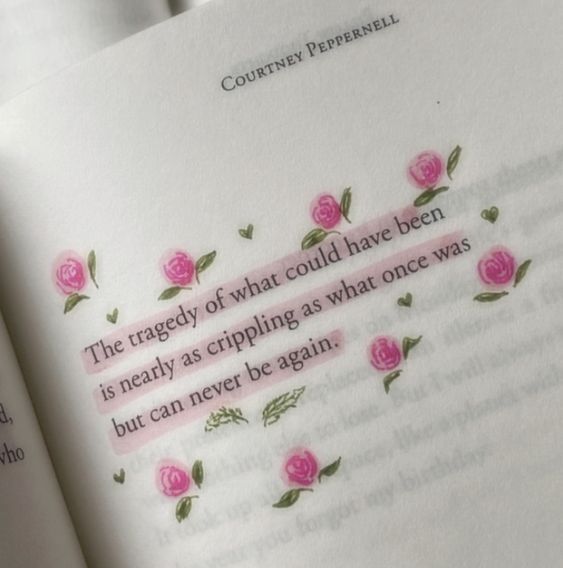 COURTNEY PEPPERNELL
The tragedy of what could have been
is nearly as crippling as what once was
but can never be again.
who